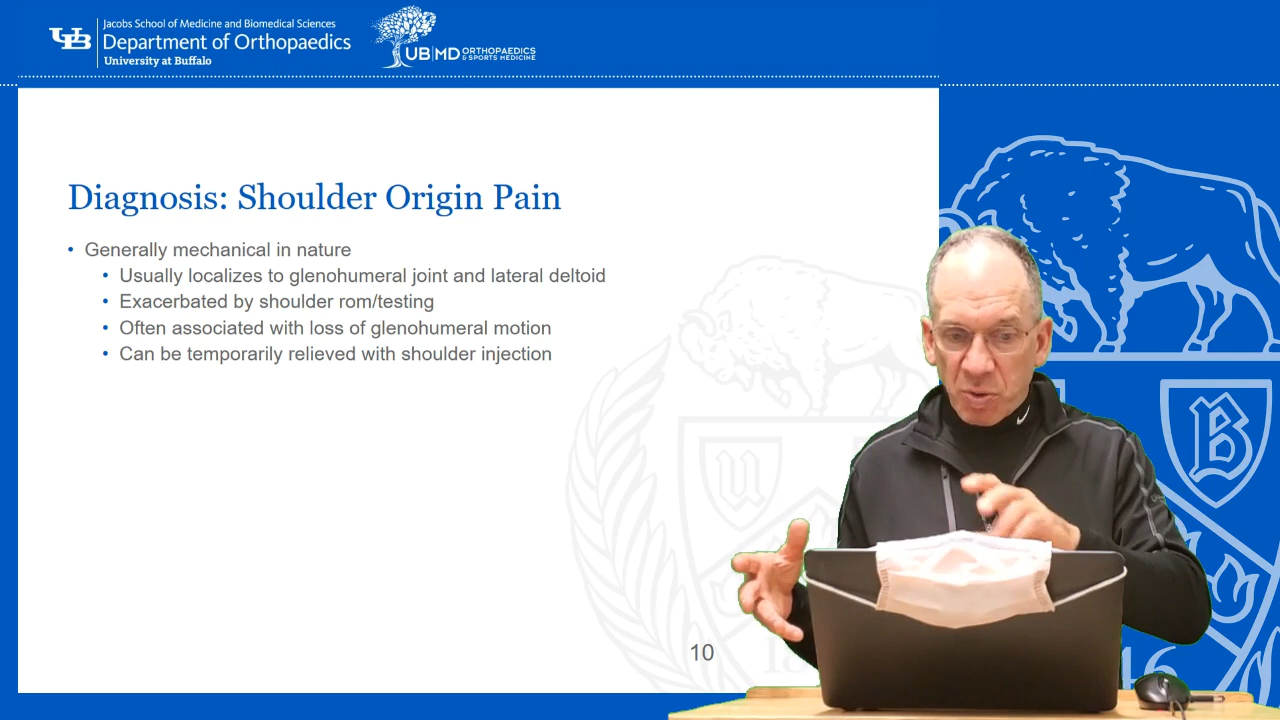 UB
Jacobs School of Medicine and Biomedical Sciences
Department of Orthopaedics
University at Buffalo
UB|MD ORTHOPAEDICS
& SPORTS MEDICINE
Diagnosis: Shoulder Origin Pain
• Generally mechanical in nature
• Usually localizes to glenohumeral joint and lateral deltoid
• Exacerbated by shoulder rom/testing
• Often associated with loss of glenohumeral motion
• Can be temporarily relieved with shoulder injection
u
B
10
46